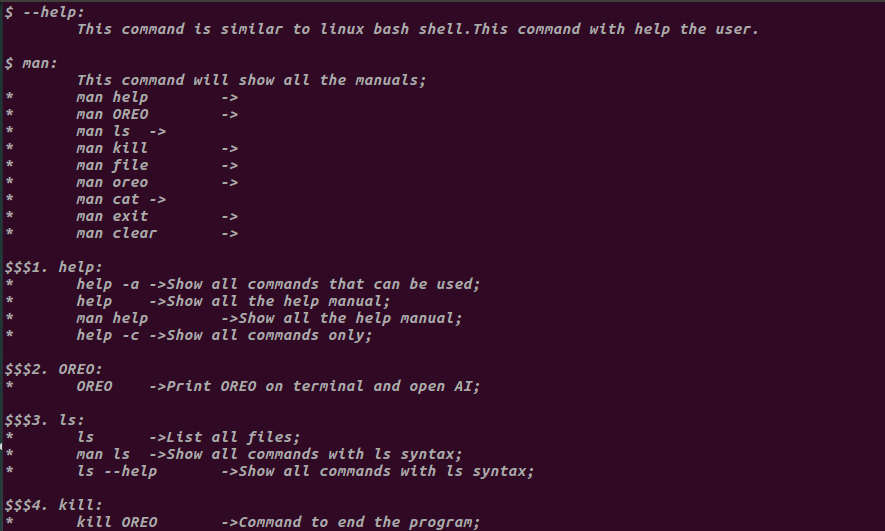 $ --help:
This command is similar to linux bash shell.This command with help the user.
$ man:
This command will show all the manuals;
* man help ->
* man OREO ->
* man ls ->
* man kill ->
* man file ->
* man oreo ->
* man cat ->
* man exit ->
* man clear ->
$$$1. help:
* help -a ->Show all commands that can be used;
* help ->Show all the help manual;
* man help ->Show all the help manual;
* help -c ->Show all commands only;
$$$2. OREO:
* OREO ->Print OREO on terminal and open AI;
$$$3. ls:
* ls ->List all files;
* man ls ->Show all commands with ls syntax;
* ls --help ->Show all commands with ls syntax;
$$$4. kill:
* kill OREO ->Command to end the program;